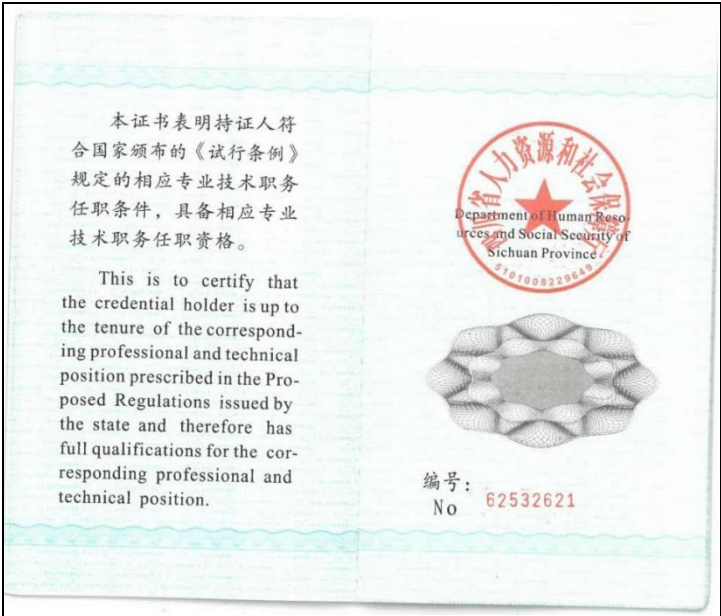 本证书表明持证人符
合国家颁布的《试行条例》
规定的相应专业技术职务
任职条件，具备相应专业
技术职务任职资格。
This is to certify that
the credential holder is up to
the tenure of the correspond-
ing professional and technical
position prescribed in the Pro-
posed Regulations issued by
the state and therefore has
full qualifications for the cor-
responding professional and
technical position.
四川省人力资源和社会保障厅
Department of Human Reso-
urces and Social Security of
Sichuan Province
5101008229649
编号：
No 62532621